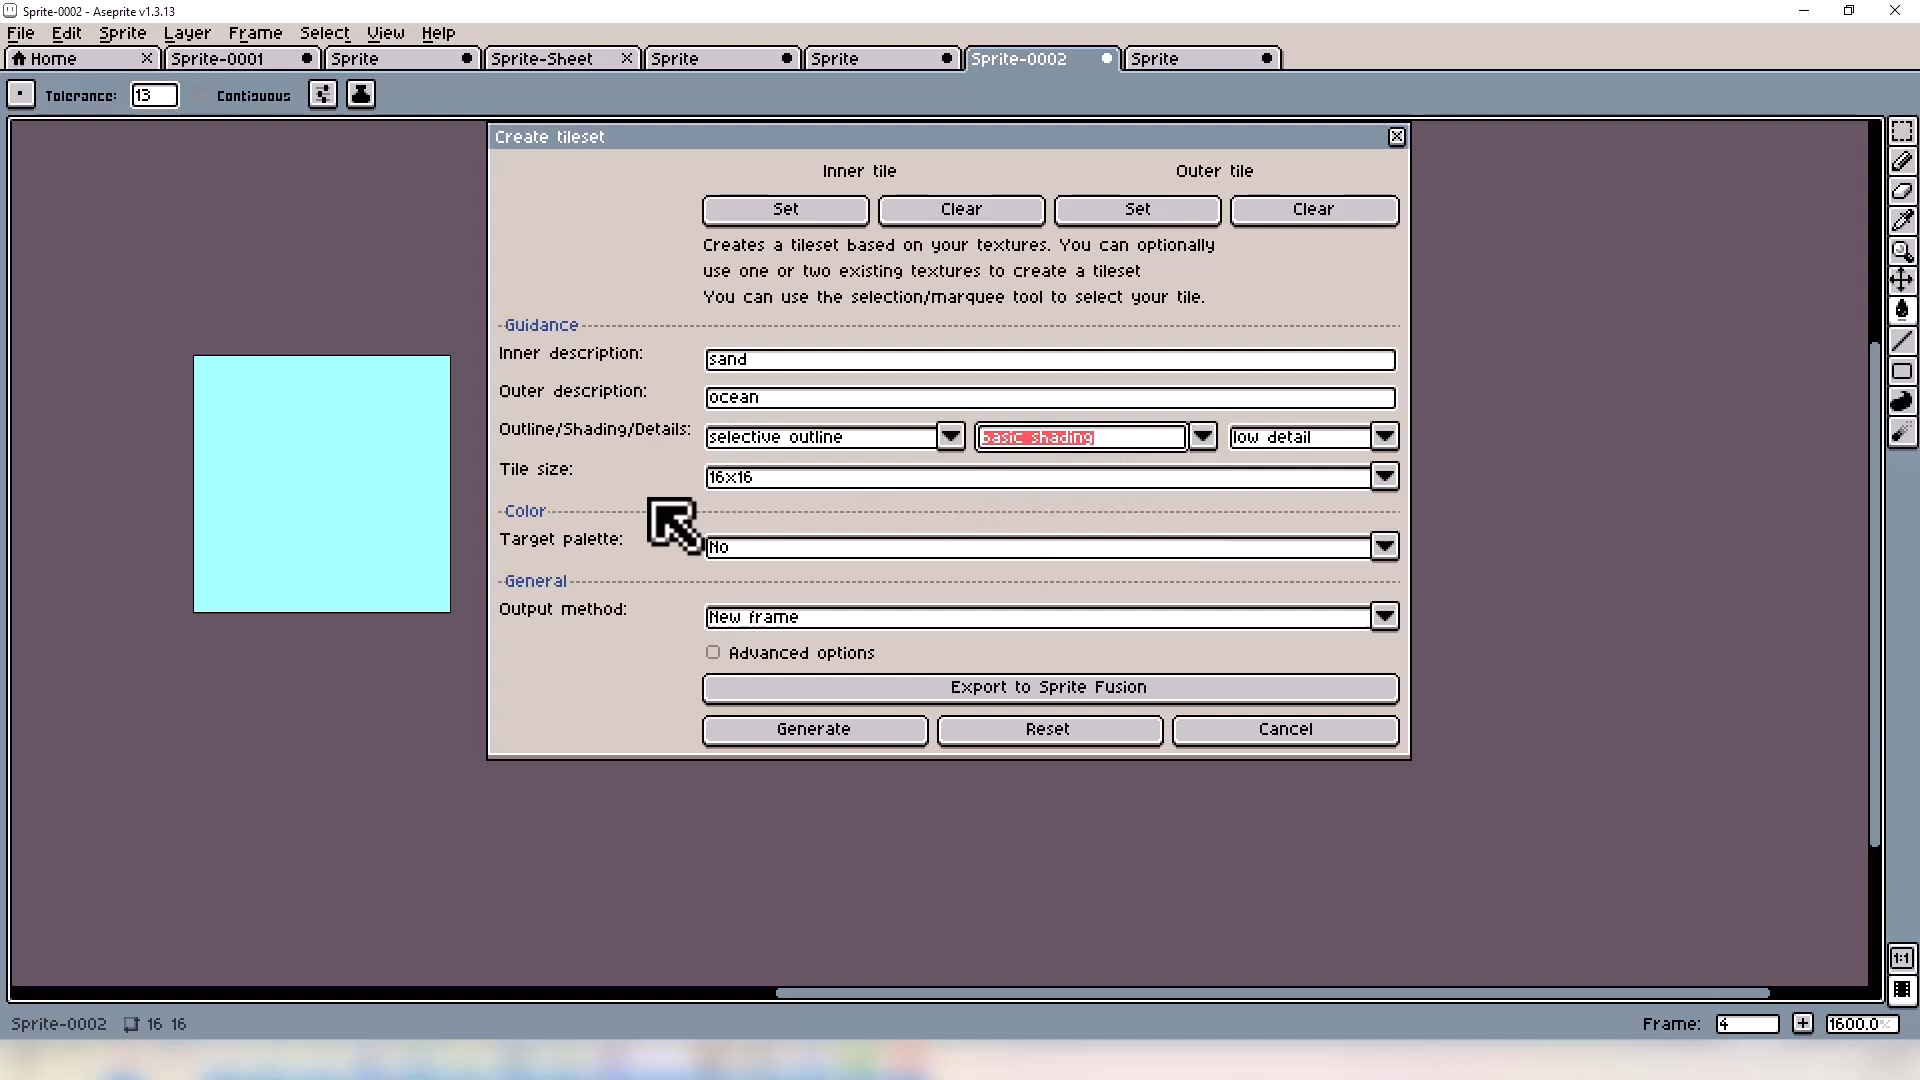 Sprite-0002 - Aseprite v1.3.13
File Edit Sprite Layer Frame Select View Help
Home Sprite-0001 Sprite Sprite-Sheet Sprite Sprite Sprite-0002 Sprite
Tolerance: 13 Contiguous
Create tileset
Inner tile Outer tile
Set Clear Set Clear
Creates a tileset based on your textures. You can optionally
use one or two existing textures to create a tileset
You can use the selection/marquee tool to select your tile.
Guidance
Inner description: sand
Outer description: ocean
Outline/Shading/Details: selective outline basic shading low detail
Tile size: 16x16
Color
Target palette: No
General
Output method: New frame
Advanced options
Export to Sprite Fusion
Generate Reset Cancel
1:1
Sprite-0002 16 16 Frame: 4 + 1600.0%